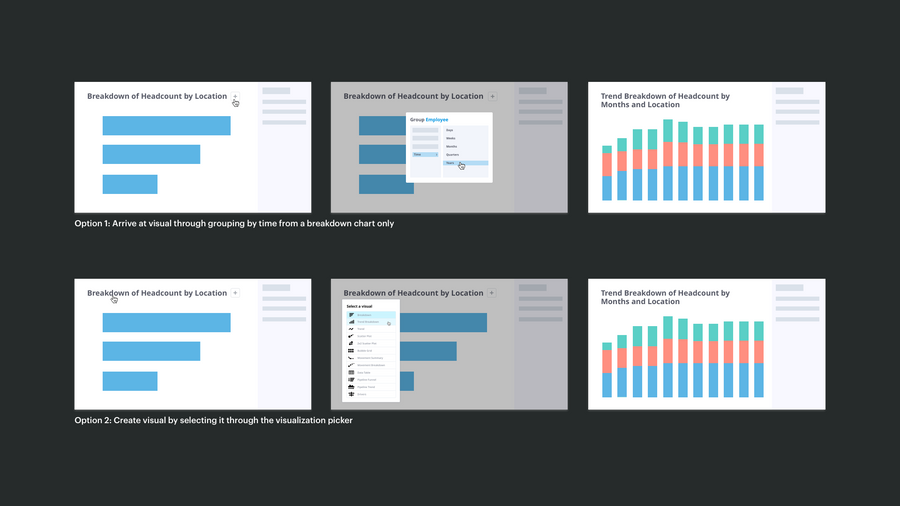 Breakdown of Headcount by Location
+
Breakdown of Headcount by Location
+
Group Employee
Days
Weeks
Months
Quarters
Years
Time
Trend Breakdown of Headcount by
Months and Location
Option 1: Arrive at visual through grouping by time from a breakdown chart only
Breakdown of Headcount by Location
+
Breakdown of Headcount by Location
+
Select a visual
Trend Breakdown of Headcount by
Months and Location
Option 2: Create visual by selecting it through the visualization picker